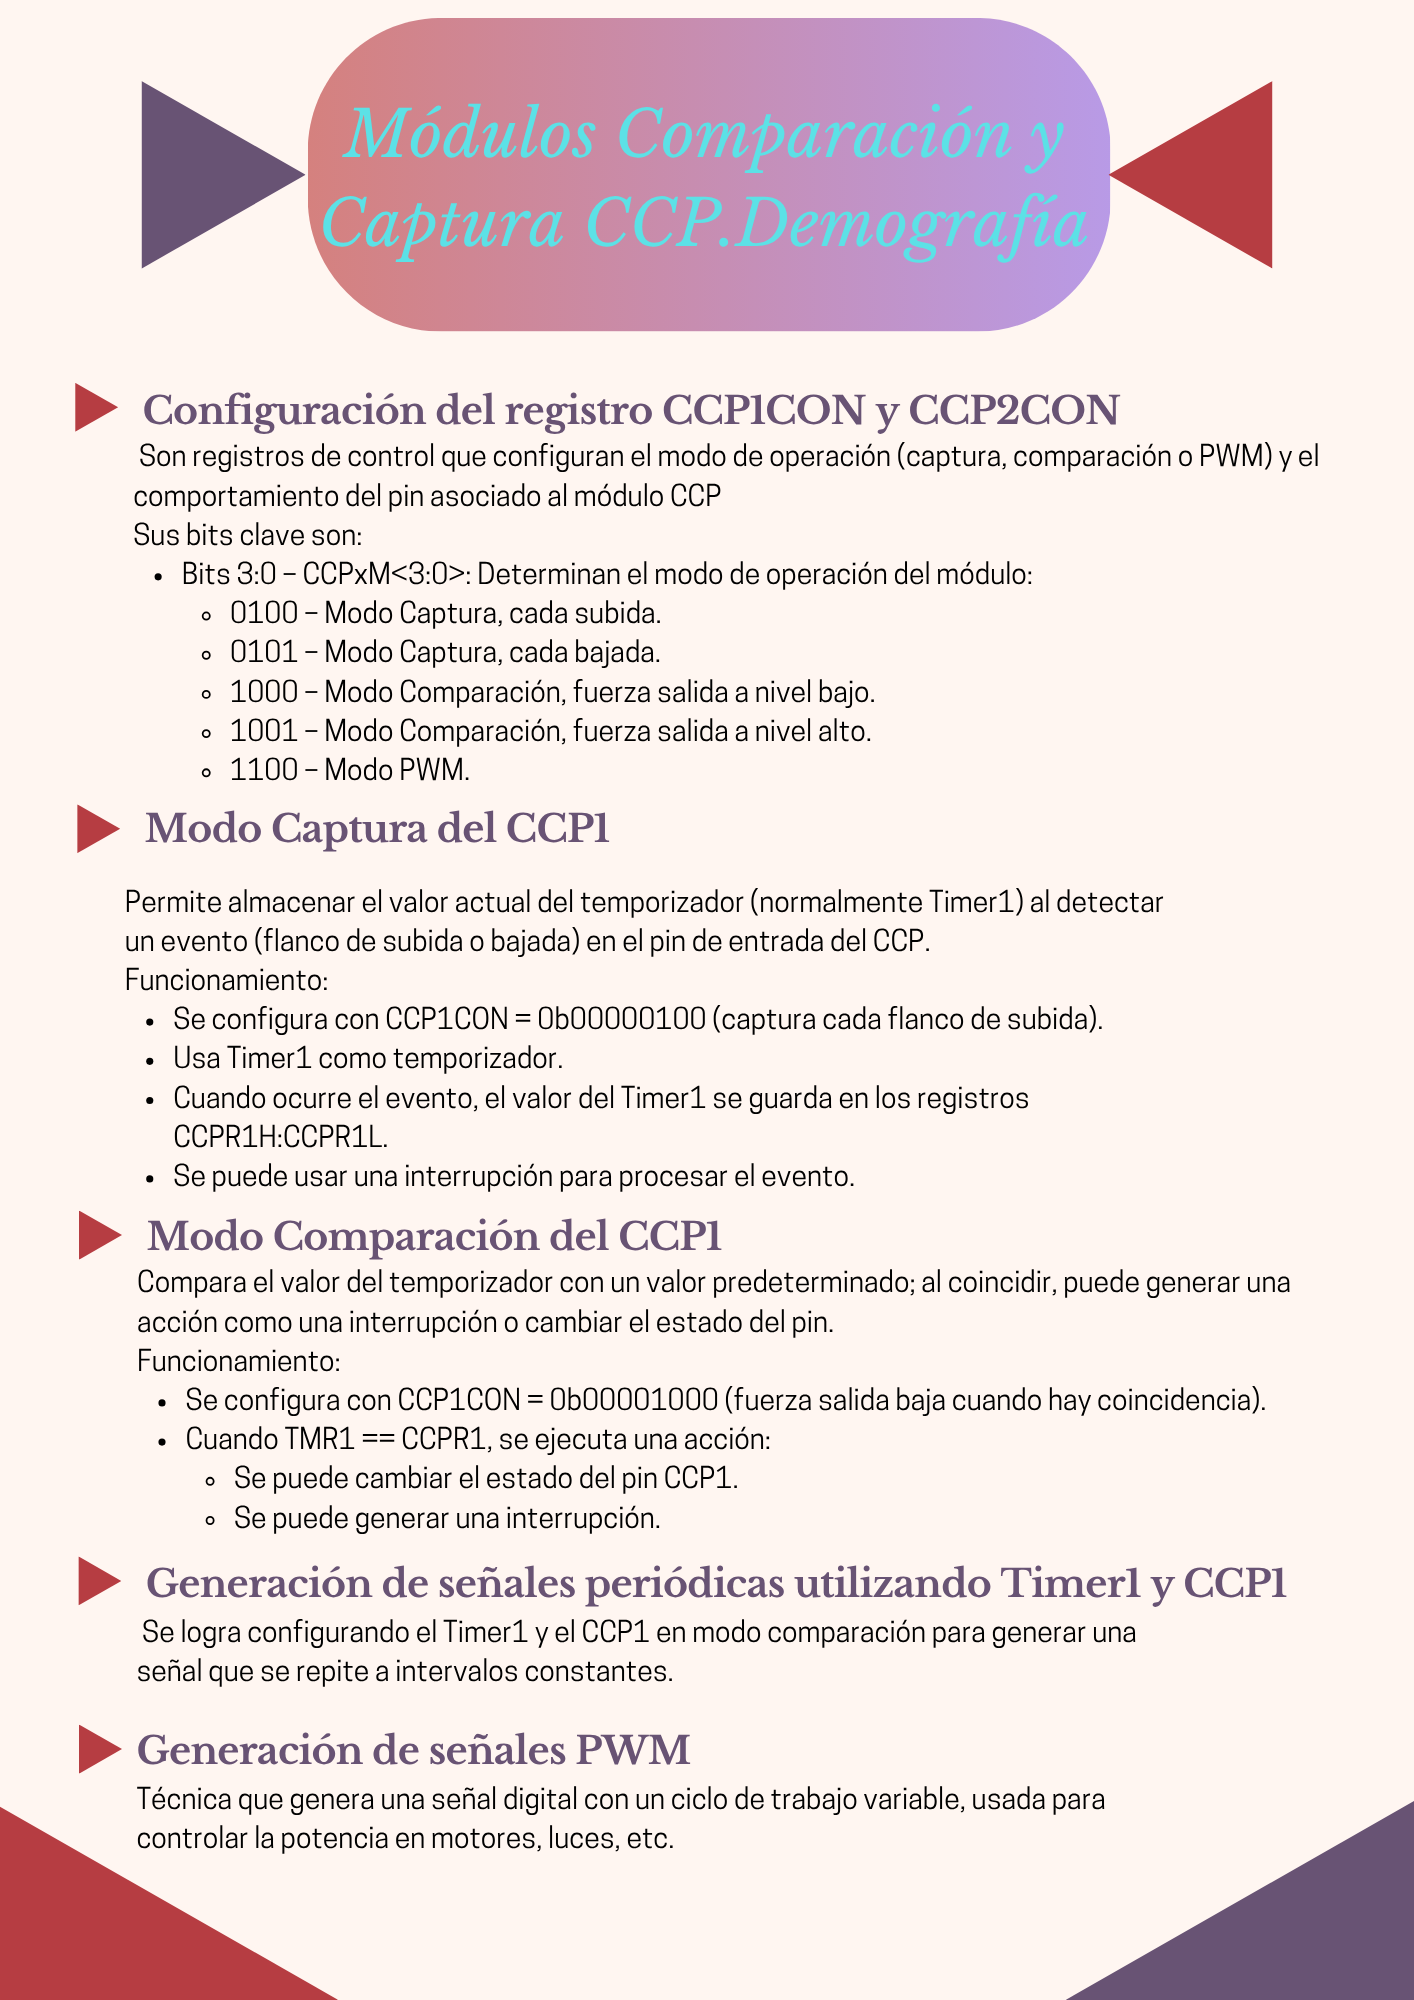 Módulos Comparación y
Captura CCP.Demografía
Configuración del registro CCP1CON y CCP2CON
Son registros de control que configuran el modo de operación (captura, comparación o PWM) y el
comportamiento del pin asociado al módulo CCP
Sus bits clave son:
• Bits 3:0 – CCPxM<3:0>: Determinan el modo de operación del módulo:
◦ 0100 – Modo Captura, cada subida.
◦ 0101 – Modo Captura, cada bajada.
◦ 1000 – Modo Comparación, fuerza salida a nivel bajo.
◦ 1001 – Modo Comparación, fuerza salida a nivel alto.
◦ 1100 – Modo PWM.
Modo Captura del CCP1
Permite almacenar el valor actual del temporizador (normalmente Timer1) al detectar
un evento (flanco de subida o bajada) en el pin de entrada del CCP.
Funcionamiento:
• Se configura con CCP1CON = 0b00000100 (captura cada flanco de subida).
• Usa Timer1 como temporizador.
• Cuando ocurre el evento, el valor del Timer1 se guarda en los registros
CCPR1H:CCPR1L.
• Se puede usar una interrupción para procesar el evento.
Modo Comparación del CCP1
Compara el valor del temporizador con un valor predeterminado; al coincidir, puede generar una
acción como una interrupción o cambiar el estado del pin.
Funcionamiento:
• Se configura con CCP1CON = 0b00001000 (fuerza salida baja cuando hay coincidencia).
• Cuando TMR1 == CCPR1, se ejecuta una acción:
◦ Se puede cambiar el estado del pin CCP1.
◦ Se puede generar una interrupción.
Generación de señales periódicas utilizando Timer1 y CCP1
Se logra configurando el Timer1 y el CCP1 en modo comparación para generar una
señal que se repite a intervalos constantes.
Generación de señales PWM
Técnica que genera una señal digital con un ciclo de trabajo variable, usada para
controlar la potencia en motores, luces, etc.